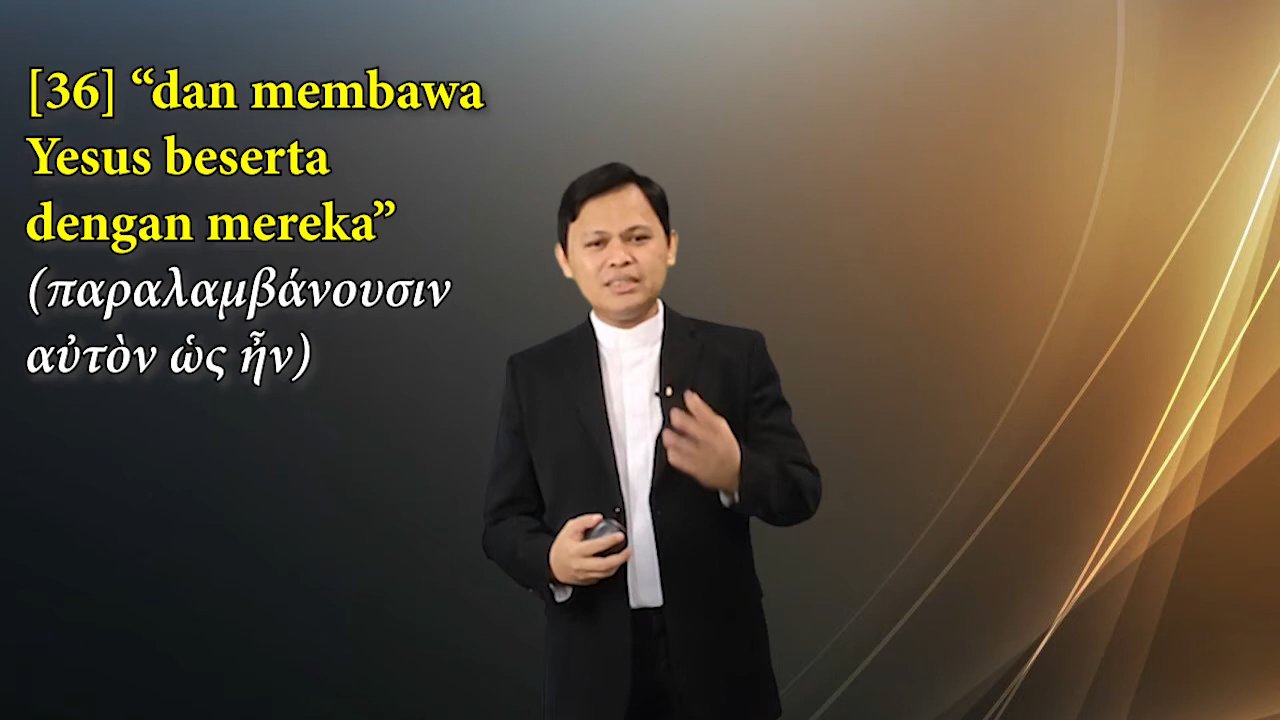 [36] “dan membawa
Yesus beserta
dengan mereka”
(παραλαμβάνουσιν
αὐτὸν ὡς ἦν)